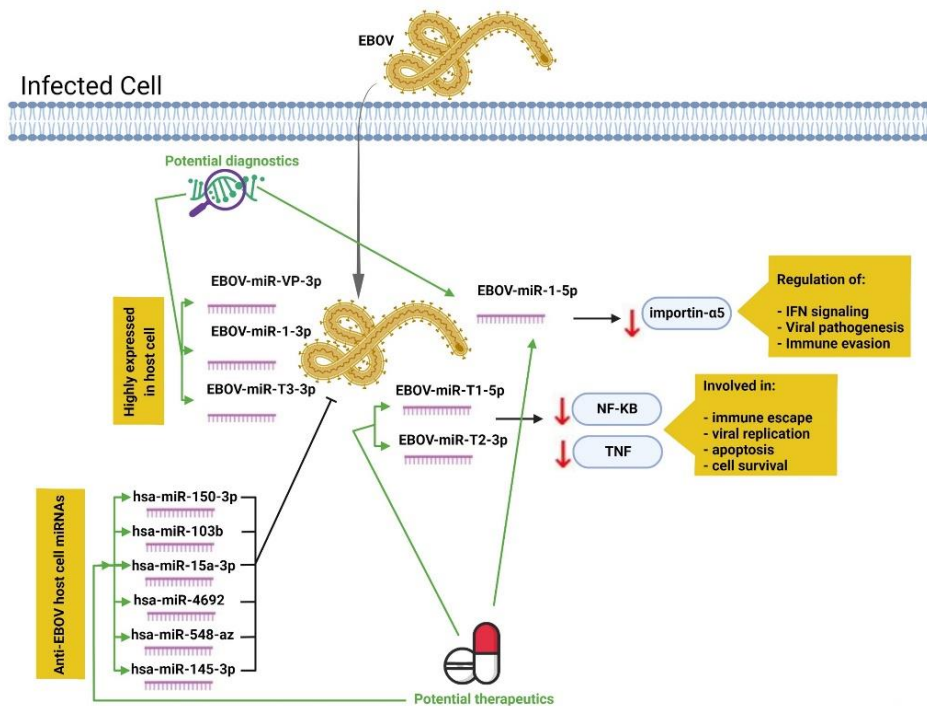 EBOV
Infected Cell
Potential diagnostics
Highly expressed
in host cell
EBOV-miR-VP-3p
EBOV-miR-1-3p
EBOV-miR-T3-3p
EBOV-miR-1-5p
importin-α5
Regulation of:
- IFN signaling
- Viral pathogenesis
- Immune evasion
EBOV-miR-T1-5p
EBOV-miR-T2-3p
NF-KB
TNF
Involved in:
- immune escape
- viral replication
- apoptosis
- cell survival
Anti-EBOV host cell miRNAs
hsa-miR-150-3p
hsa-miR-103b
hsa-miR-15a-3p
hsa-miR-4692
hsa-miR-548-az
hsa-miR-145-3p
Potential therapeutics